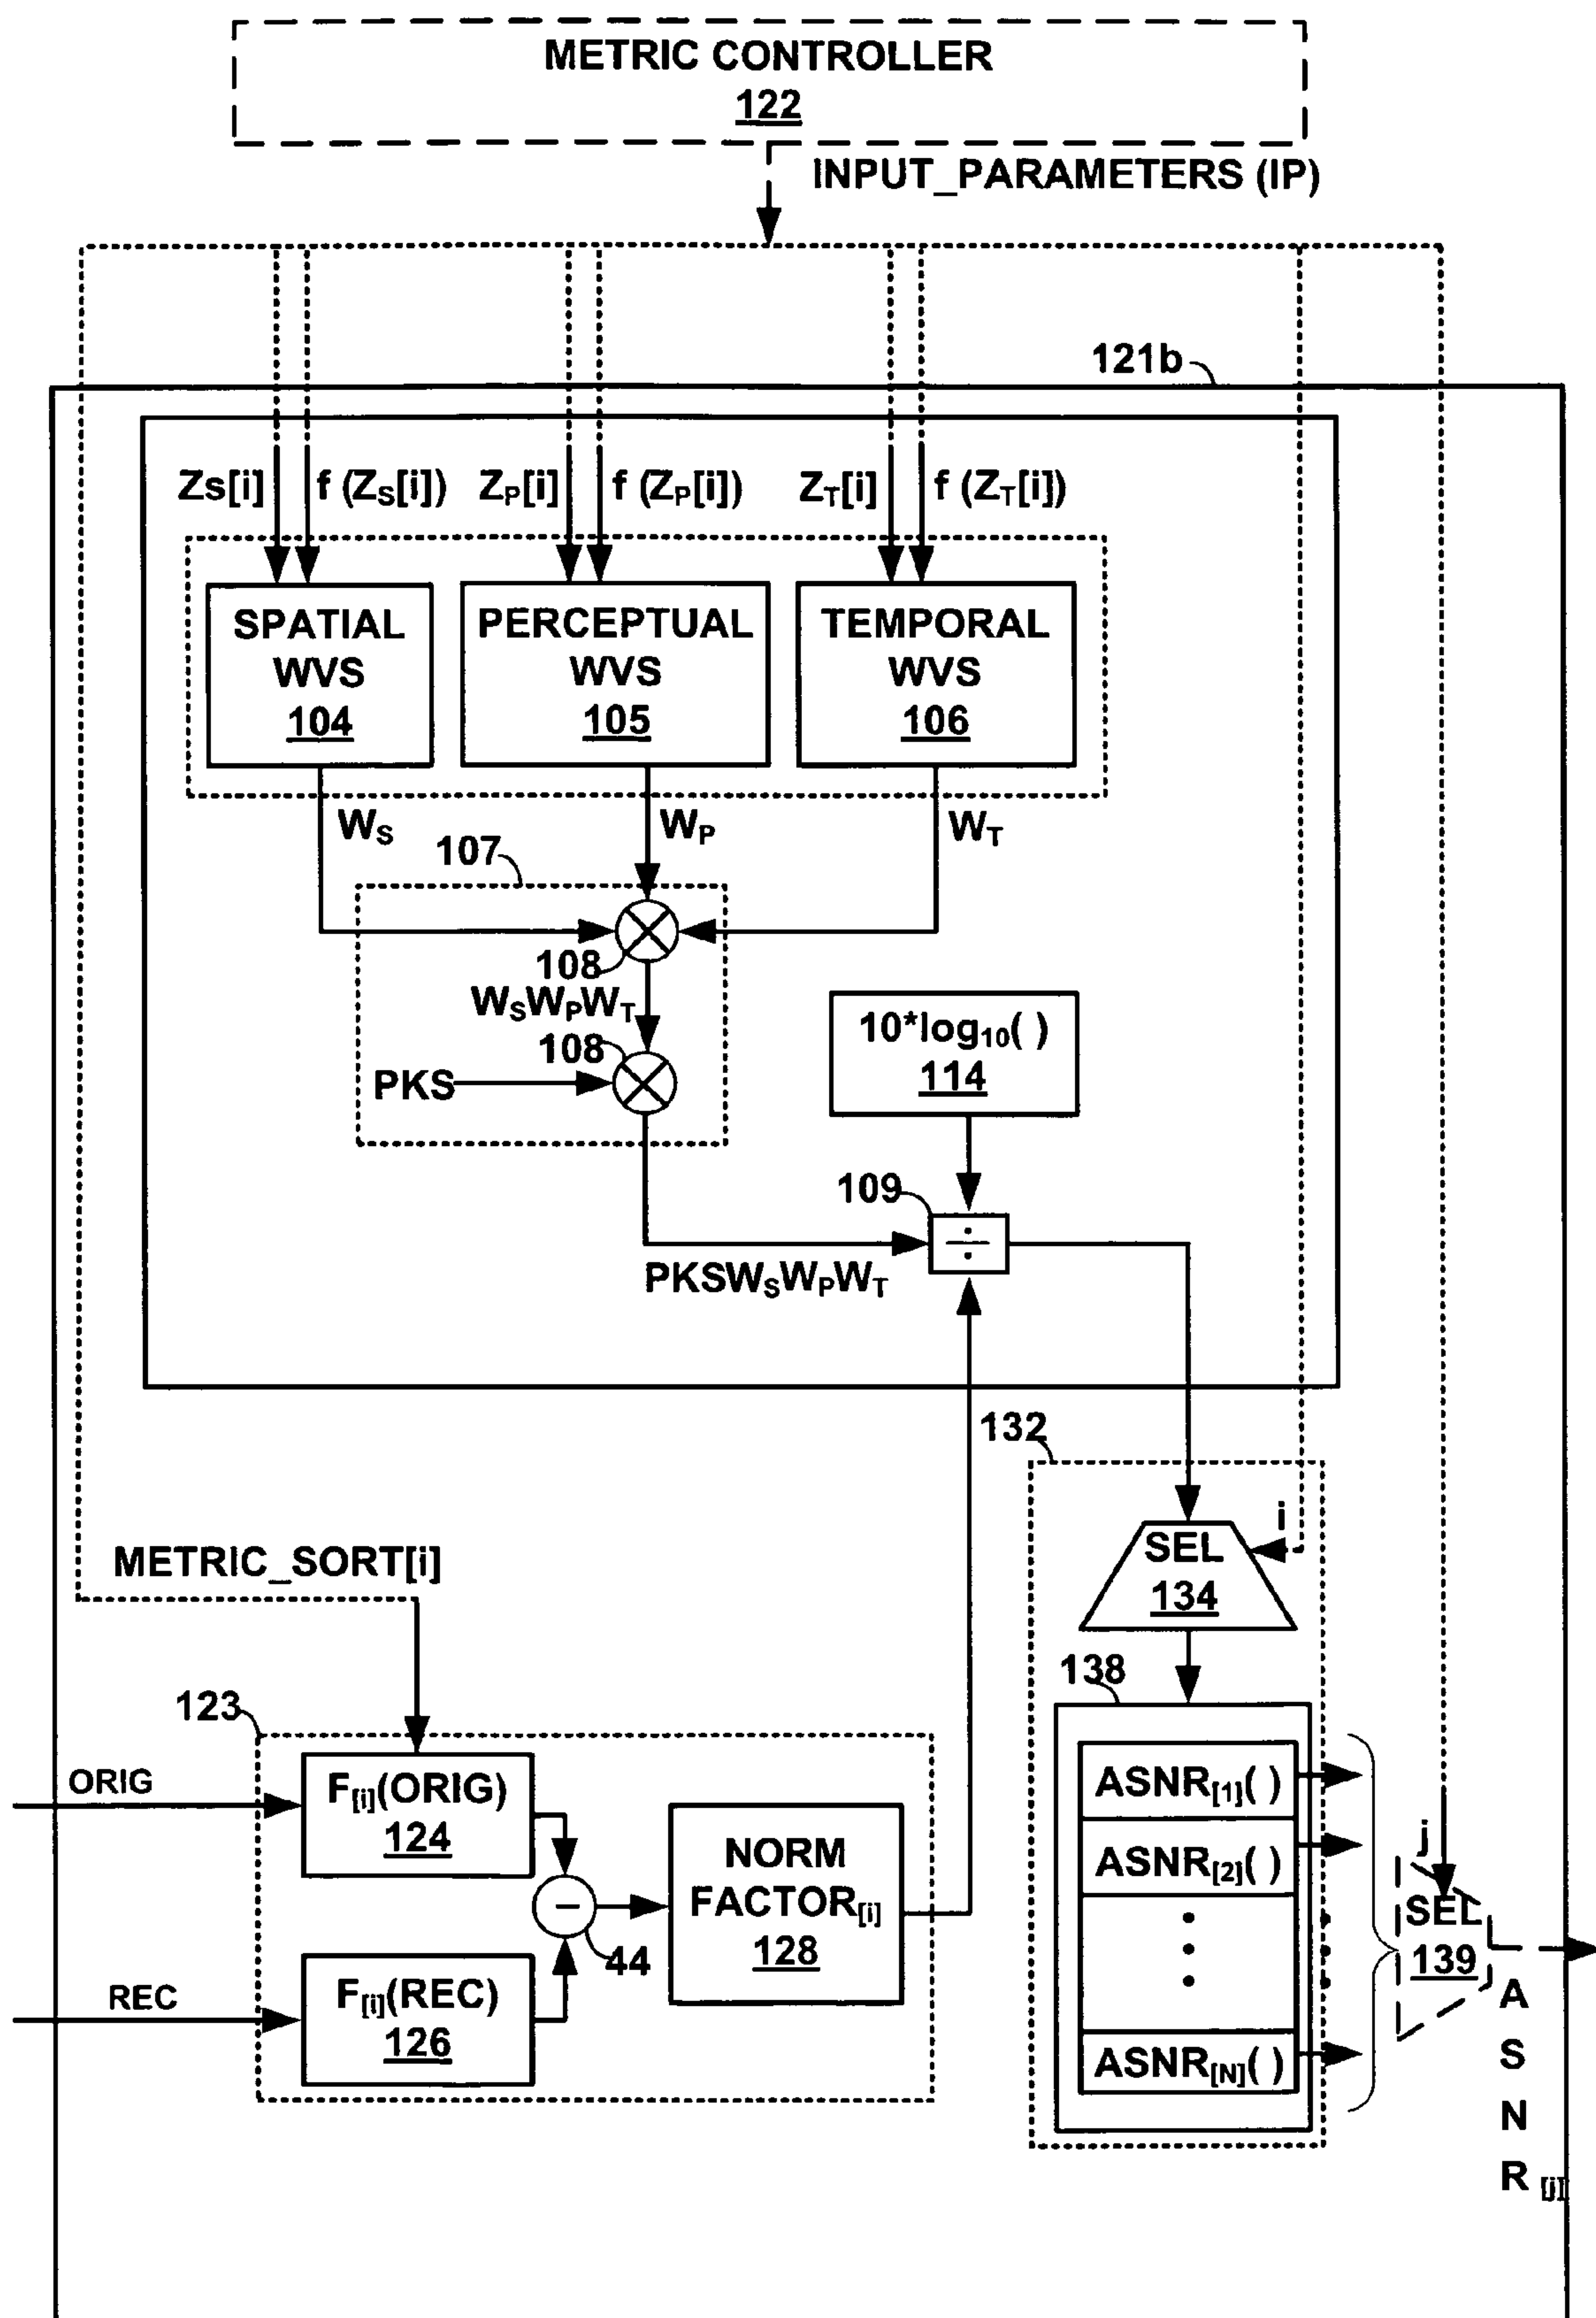 METRIC CONTROLLER
122
INPUT_PARAMETERS (IP)
121b
Zs[i] f (ZS[i]) ZP[i] f (ZP[i]) ZT[i] f (ZT[i])
SPATIAL
WVS
104
PERCEPTUAL
WVS
105
TEMPORAL
WVS
106
WS
WP
WT
107
108
WSWPWT
108
PKS
10*log10( )
114
109
÷
PKSWSWPWT
132
i
SEL
134
METRIC_SORT[i]
138
123
ORIG
F[i](ORIG)
124
-
44
NORM
FACTOR[i]
128
REC
F[i](REC)
126
ASNR[1]( )
ASNR[2]( )
ASNR[N]( )
j
SEL
139
A
S
N
R [j]